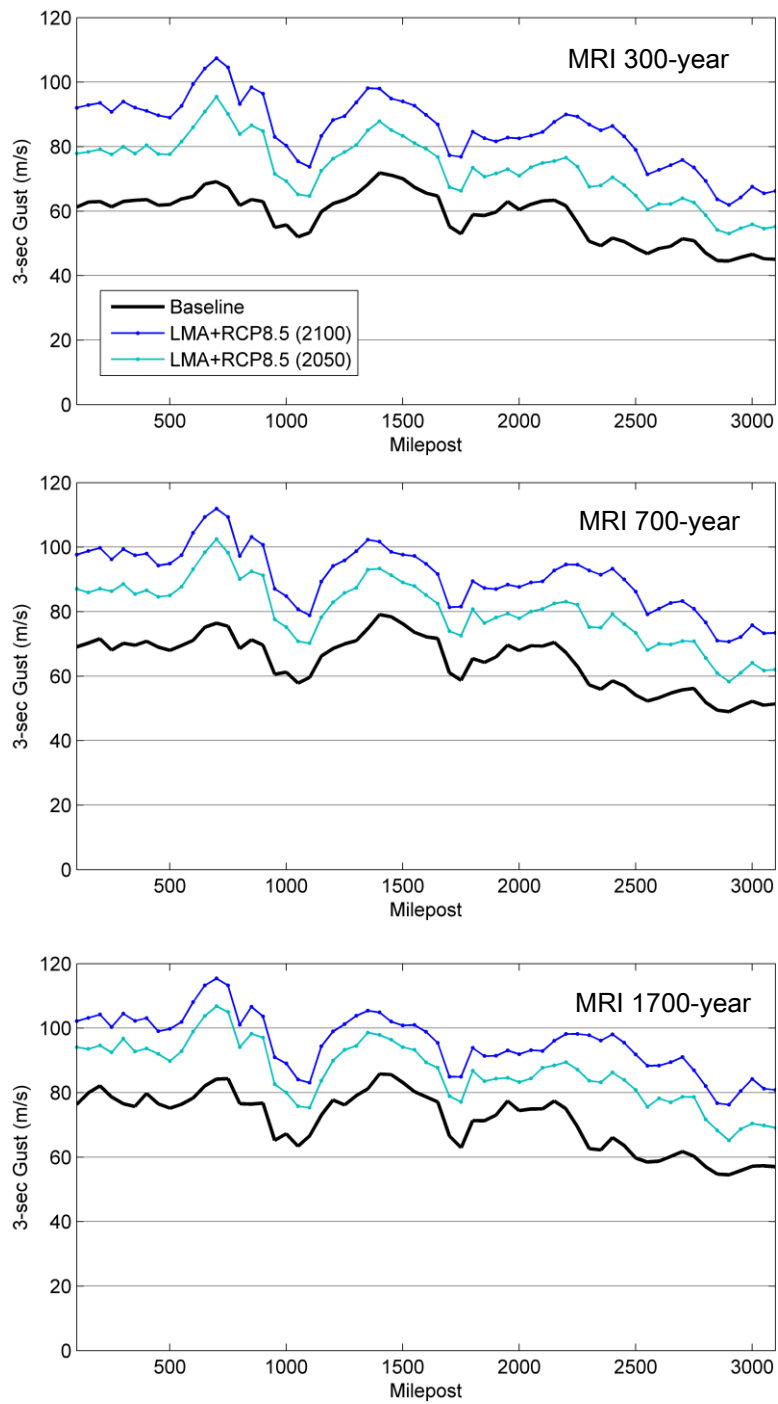 120
MRI 300-year
100
80
60
40
20
0
3-sec Gust (m/s)
Baseline
LMA+RCP8.5 (2100)
LMA+RCP8.5 (2050)
500 1000 1500 2000 2500 3000
Milepost
120
MRI 700-year
100
80
60
40
20
0
3-sec Gust (m/s)
500 1000 1500 2000 2500 3000
Milepost
120
MRI 1700-year
100
80
60
40
20
0
3-sec Gust (m/s)
500 1000 1500 2000 2500 3000
Milepost